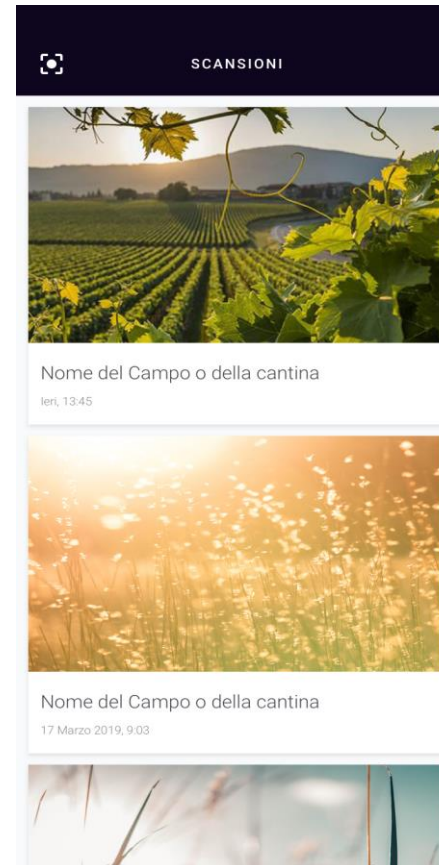 SCANSIONI
Nome del Campo o della cantina
Ieri, 13:45
Nome del Campo o della cantina
17 Marzo 2019, 9:03